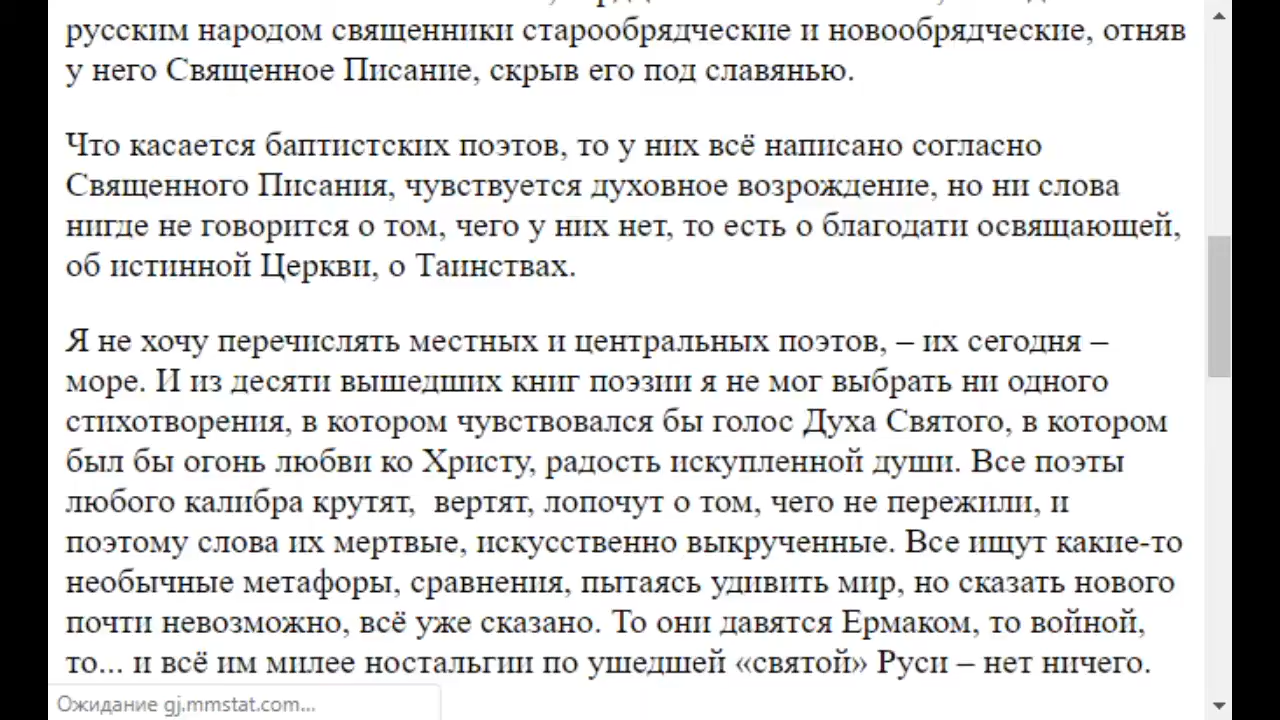 русским народом священники старообрядческие и новообрядческие, отняв
у него Священное Писание, скрыв его под славянью.
Что касается баптистских поэтов, то у них всё написано согласно
Священного Писания, чувствуется духовное возрождение, но ни слова
нигде не говорится о том, чего у них нет, то есть о благодати освящающей,
об истинной Церкви, о Таинствах.
Я не хочу перечислять местных и центральных поэтов, – их сегодня –
море. И из десяти вышедших книг поэзии я не мог выбрать ни одного
стихотворения, в котором чувствовался бы голос Духа Святого, в котором
был бы огонь любви ко Христу, радость искупленной души. Все поэты
любого калибра крутят,  вертят, лопочут о том, чего не пережили, и
поэтому слова их мертвые, искусственно выкрученные. Все ищут какие-то
необычные метафоры, сравнения, пытаясь удивить мир, но сказать нового
почти невозможно, всё уже сказано. То они давятся Ермаком, то войной,
то... и всё им милее ностальгии по ушедшей «святой» Руси – нет ничего.
Ожидание gj.mmstat.com...